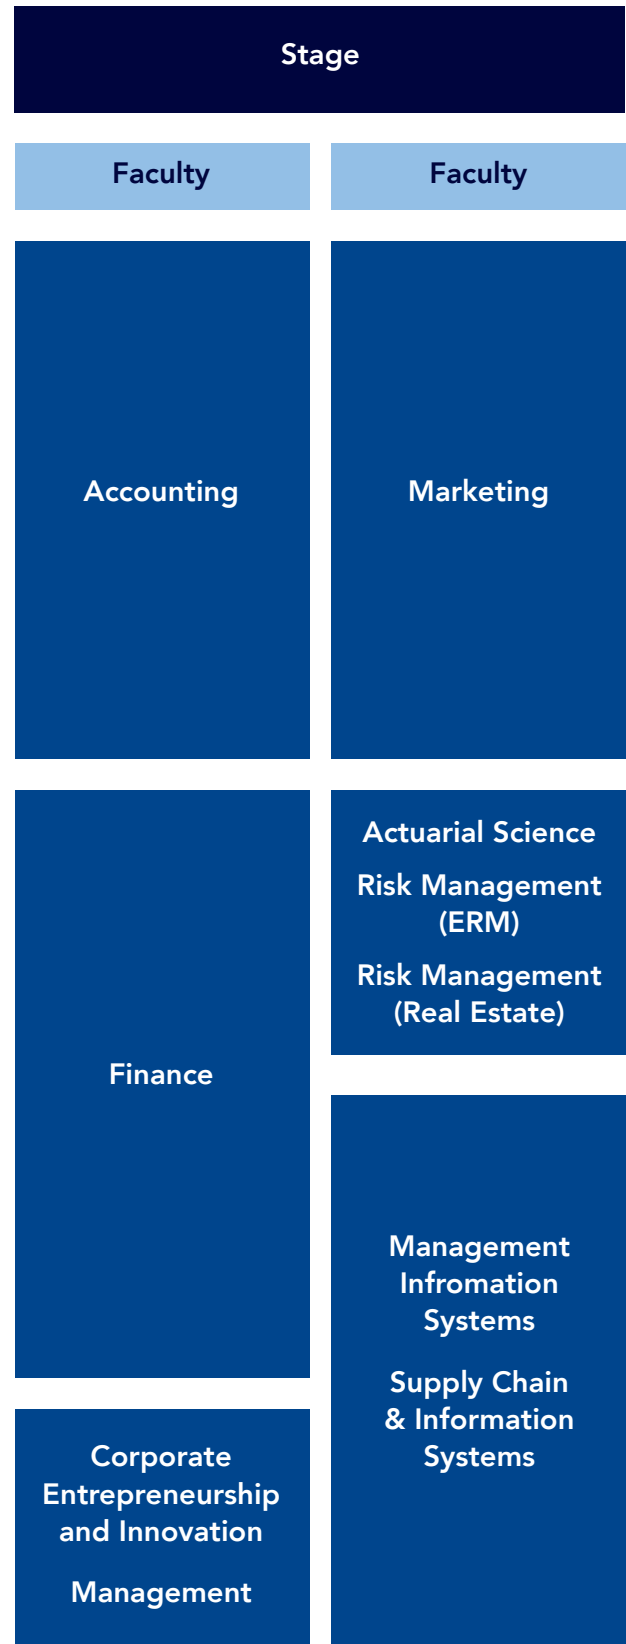 Stage
Faculty
Faculty
Accounting
Marketing
Finance
Actuarial Science
Risk Management
(ERM)
Risk Management
(Real Estate)
Management
Infromation
Systems
Supply Chain
& Information
Systems
Corporate
Entrepreneurship
and Innovation
Management